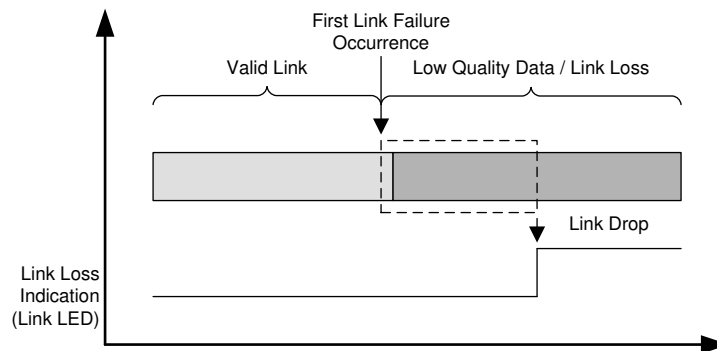 First Link Failure
Occurrence
Valid Link
Low Quality Data / Link Loss
Link Drop
Link Loss
Indication
(Link LED)